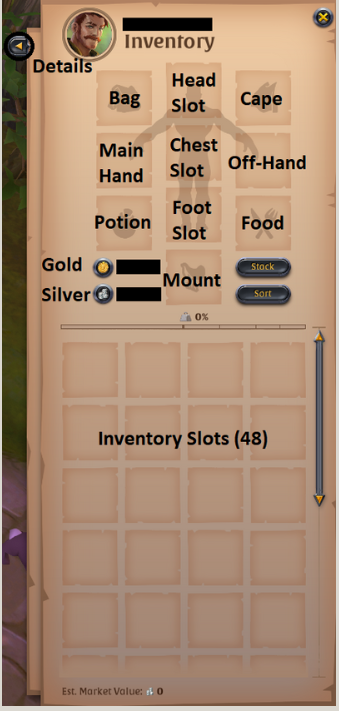 Inventory
Details
Bag
Head
Slot
Cape
Main
Hand
Chest
Slot
Off-Hand
Potion
Foot
Slot
Food
Gold
Silver
Mount
Stock
Sort
0%
Inventory Slots (48)
Est. Market Value: 0